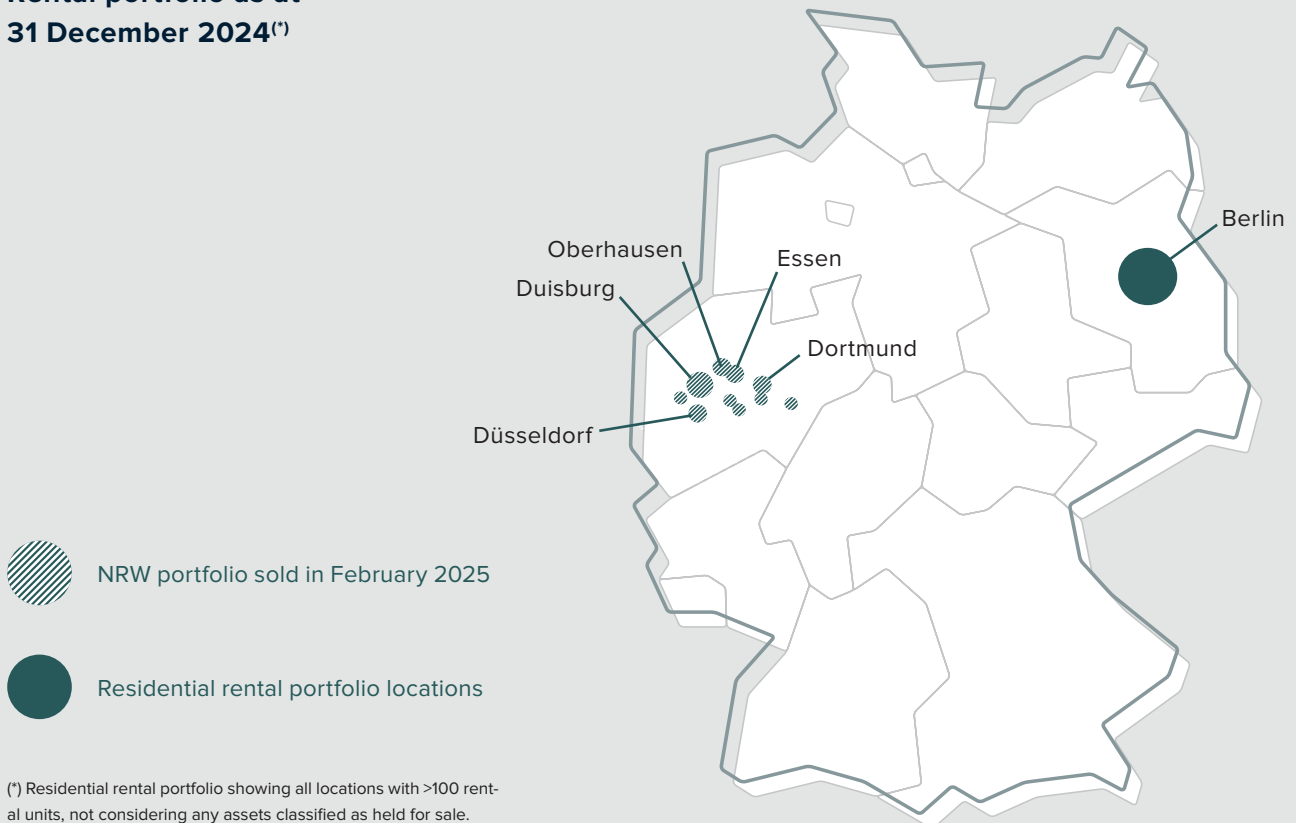 Rental portfolio as at
31 December 2024(*)
Berlin
Oberhausen
Essen
Duisburg
Dortmund
Düsseldorf
NRW portfolio sold in February 2025
Residential rental portfolio locations
(*) Residential rental portfolio showing all locations with >100 rent-
al units, not considering any assets classified as held for sale.